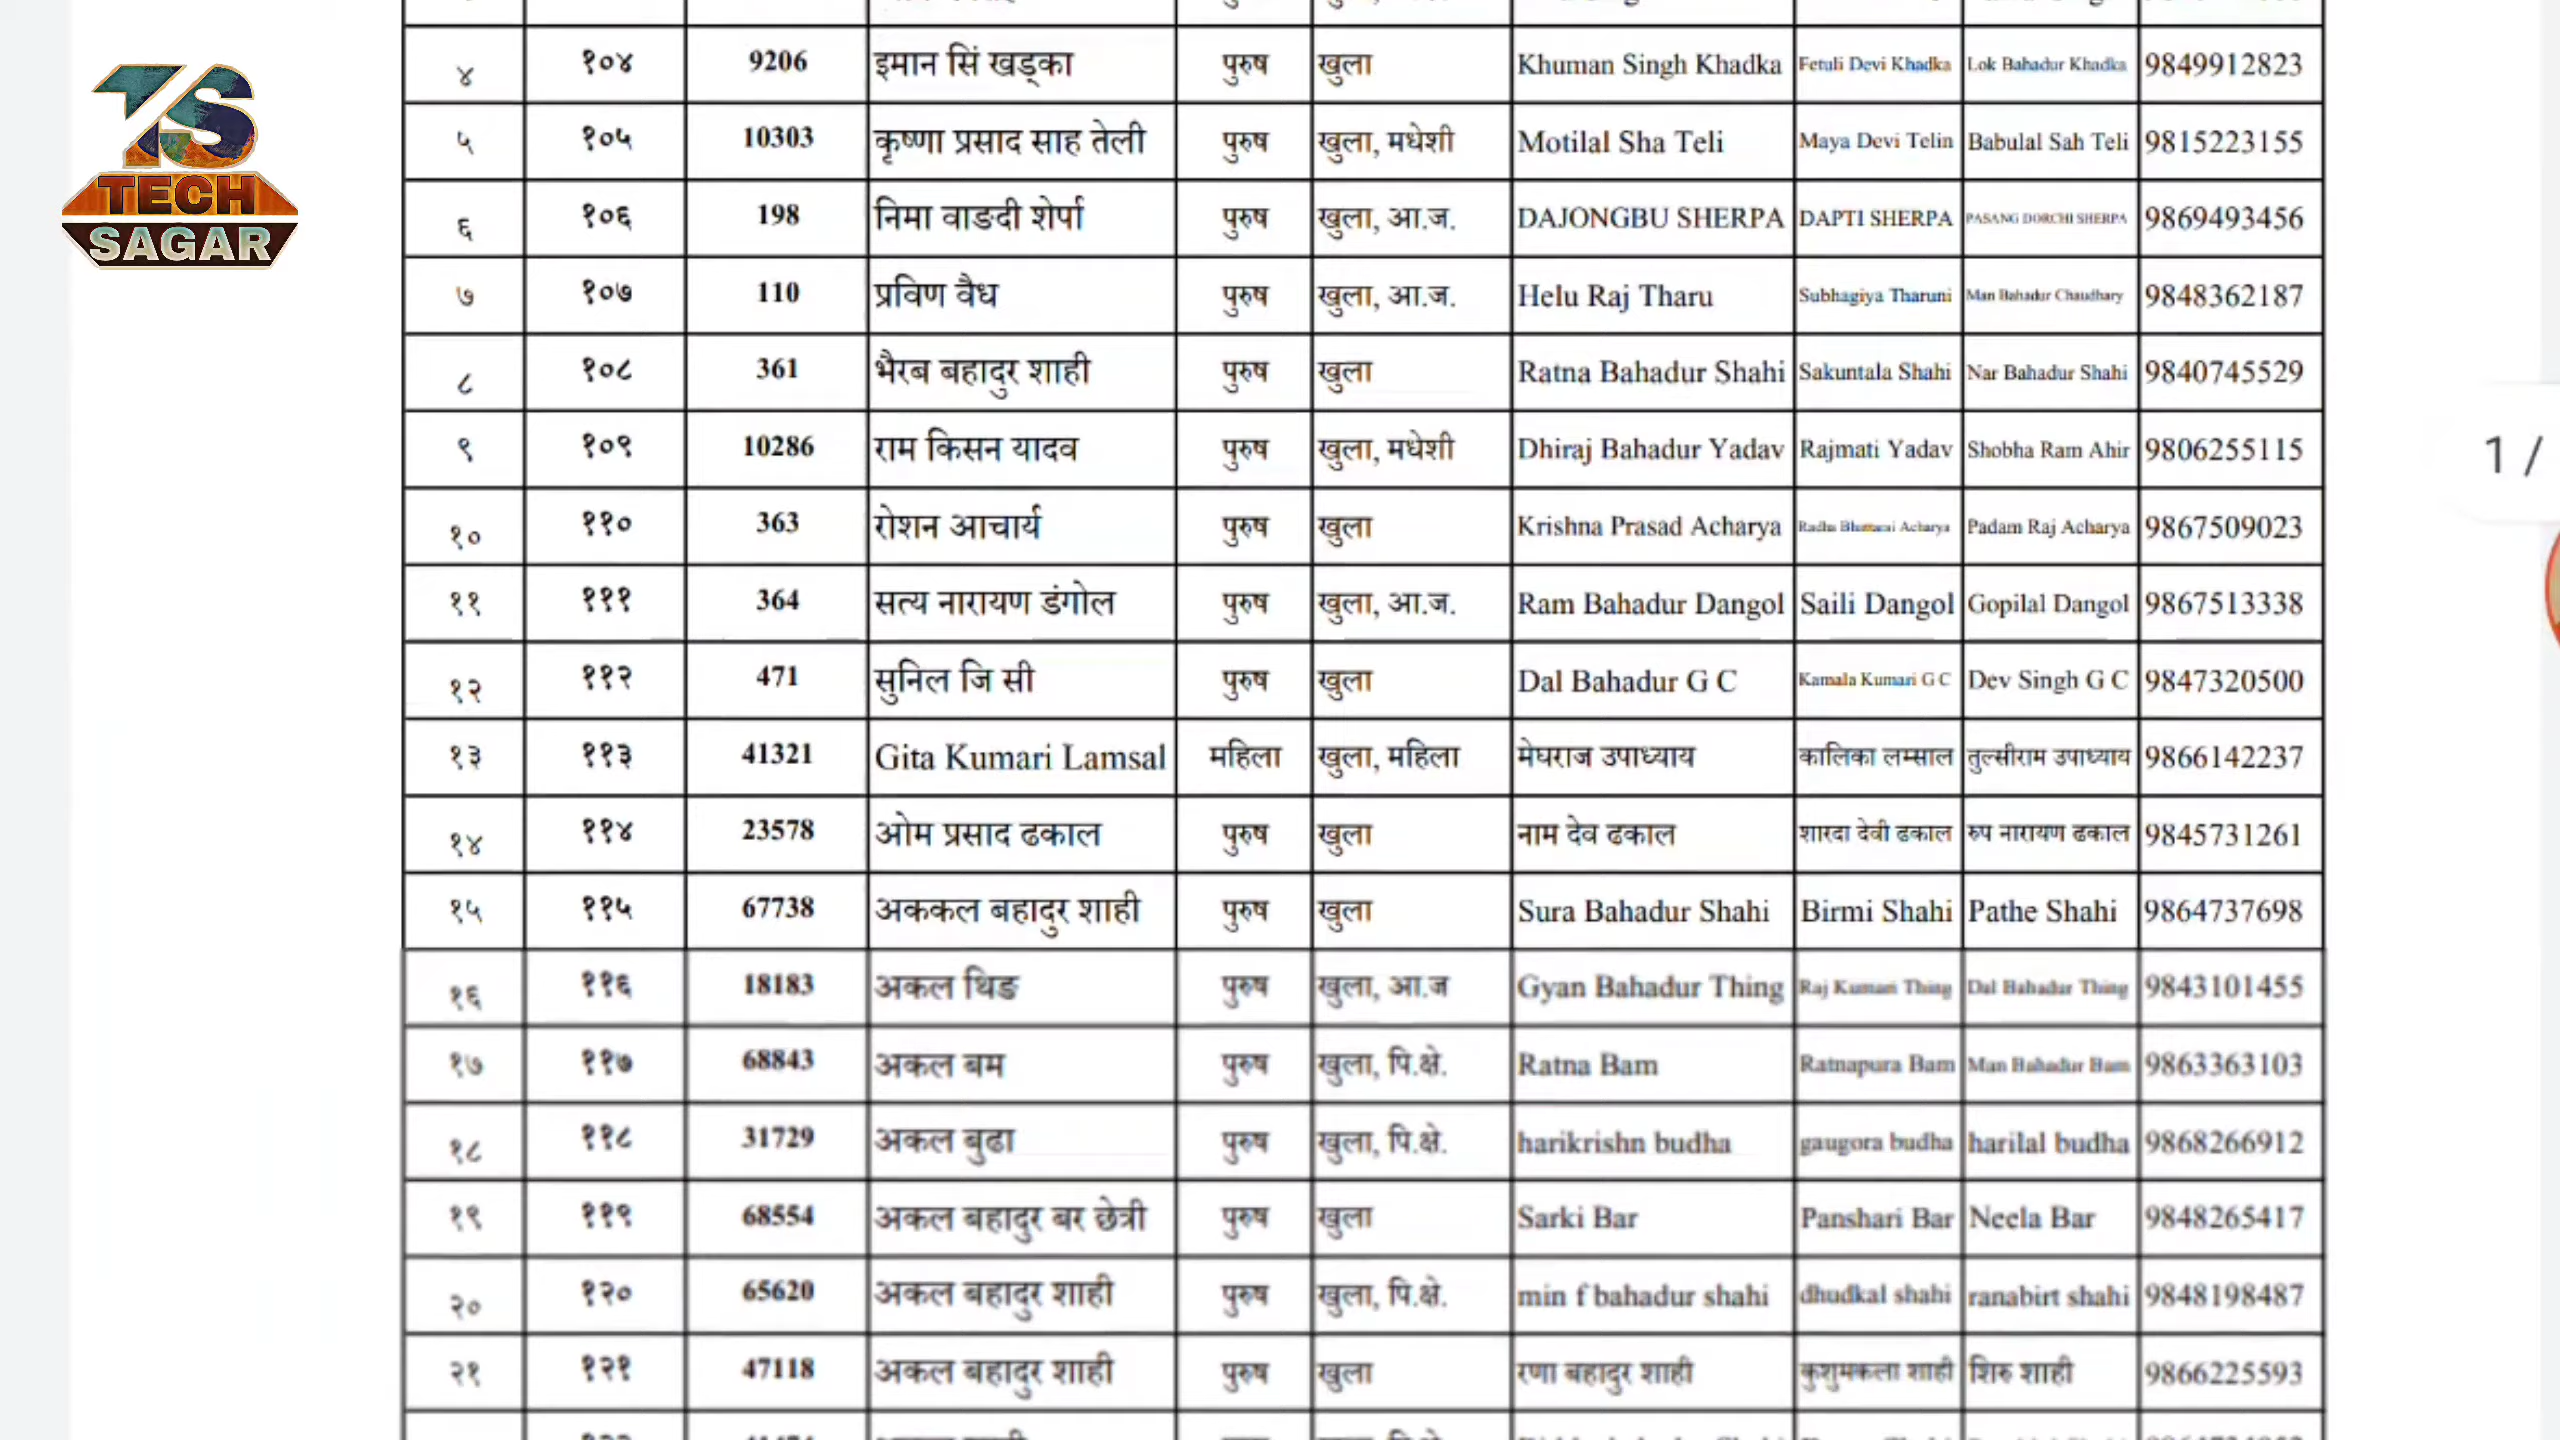 TS
TECH
SAGAR
४ १०४ 9206 इमान सिं खड्का पुरुष खुला Khuman Singh Khadka Fetuli Devi Khadka Lok Bahadur Khadka 9849912823
५ १०५ 10303 कृष्णा प्रसाद साह तेली पुरुष खुला, मधेशी Motilal Sha Teli Maya Devi Telin Babulal Sah Teli 9815223155
६ १०६ 198 निमा वाङदी शेर्पा पुरुष खुला, आ.ज. DAJONGBU SHERPA DAPTI SHERPA PASANG DORCHI SHERPA 9869493456
७ १०७ 110 प्रविण वैध पुरुष खुला, आ.ज. Helu Raj Tharu Subhagiya Tharuni Man Bahadur Chaudhary 9848362187
८ १०८ 361 भैरब बहादुर शाही पुरुष खुला Ratna Bahadur Shahi Sakuntala Shahi Nar Bahadur Shahi 9840745529
९ १०९ 10286 राम किसन यादव पुरुष खुला, मधेशी Dhiraj Bahadur Yadav Rajmati Yadav Shobha Ram Ahir 9806255115
१० ११० 363 रोशन आचार्य पुरुष खुला Krishna Prasad Acharya Acharya Padam Raj Acharya 9867509023
११ १११ 364 सत्य नारायण डंगोल पुरुष खुला, आ.ज. Ram Bahadur Dangol Saili Dangol Gopilal Dangol 9867513338
१२ ११२ 471 सुनिल जि सी पुरुष खुला Dal Bahadur G C Kamala Kumari G C Dev Singh G C 9847320500
१३ ११३ 41321 Gita Kumari Lamsal महिला खुला, महिला मेघराज उपाध्याय कालिका लम्साल तुल्सीराम उपाध्याय 9866142237
१४ ११४ 23578 ओम प्रसाद ढकाल पुरुष खुला नाम देव ढकाल शारदा देवी ढकाल रुप नारायण ढकाल 9845731261
१५ ११५ 67738 अककल बहादुर शाही पुरुष खुला Sura Bahadur Shahi Birmi Shahi Pathe Shahi 9864737698
१६ ११६ 18183 अकल थिङ पुरुष खुला, आ.ज Gyan Bahadur Thing Raj Kumari Thing Dal Bahadur Thing 9843101455
१७ ११७ 68843 अकल बम पुरुष खुला, पि.क्षे. Ratna Bam Ratnapura Bam Man Bahadur Bam 9863363103
१८ ११८ 31729 अकल बुढा पुरुष खुला, पि.क्षे. harikrishn budha gaugora budha harilal budha 9868266912
१९ ११९ 68554 अकल बहादुर बर छेत्री पुरुष खुला Sarki Bar Panshari Bar Neela Bar 9848265417
२० १२० 65620 अकल बहादुर शाही पुरुष खुला, पि.क्षे. min f bahadur shahi dhudkal shahi ranabirt shahi 9848198487
२१ १२१ 47118 अकल बहादुर शाही पुरुष खुला रणा बहादुर शाही कुशुमकला शाही शिरु शाही 9866225593
1 /